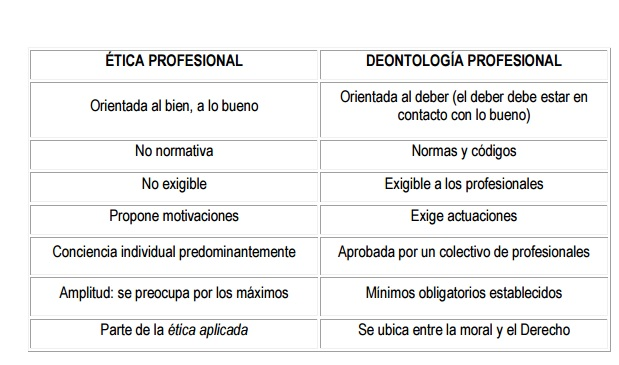 ÉTICA PROFESIONAL
DEONTOLOGÍA PROFESIONAL
Orientada al bien, a lo bueno
Orientada al deber (el deber debe estar en
contacto con lo bueno)
No normativa
Normas y códigos
No exigible
Exigible a los profesionales
Propone motivaciones
Exige actuaciones
Conciencia individual predominantemente
Aprobada por un colectivo de profesionales
Amplitud: se preocupa por los máximos
Mínimos obligatorios establecidos
Parte de la ética aplicada
Se ubica entre la moral y el Derecho